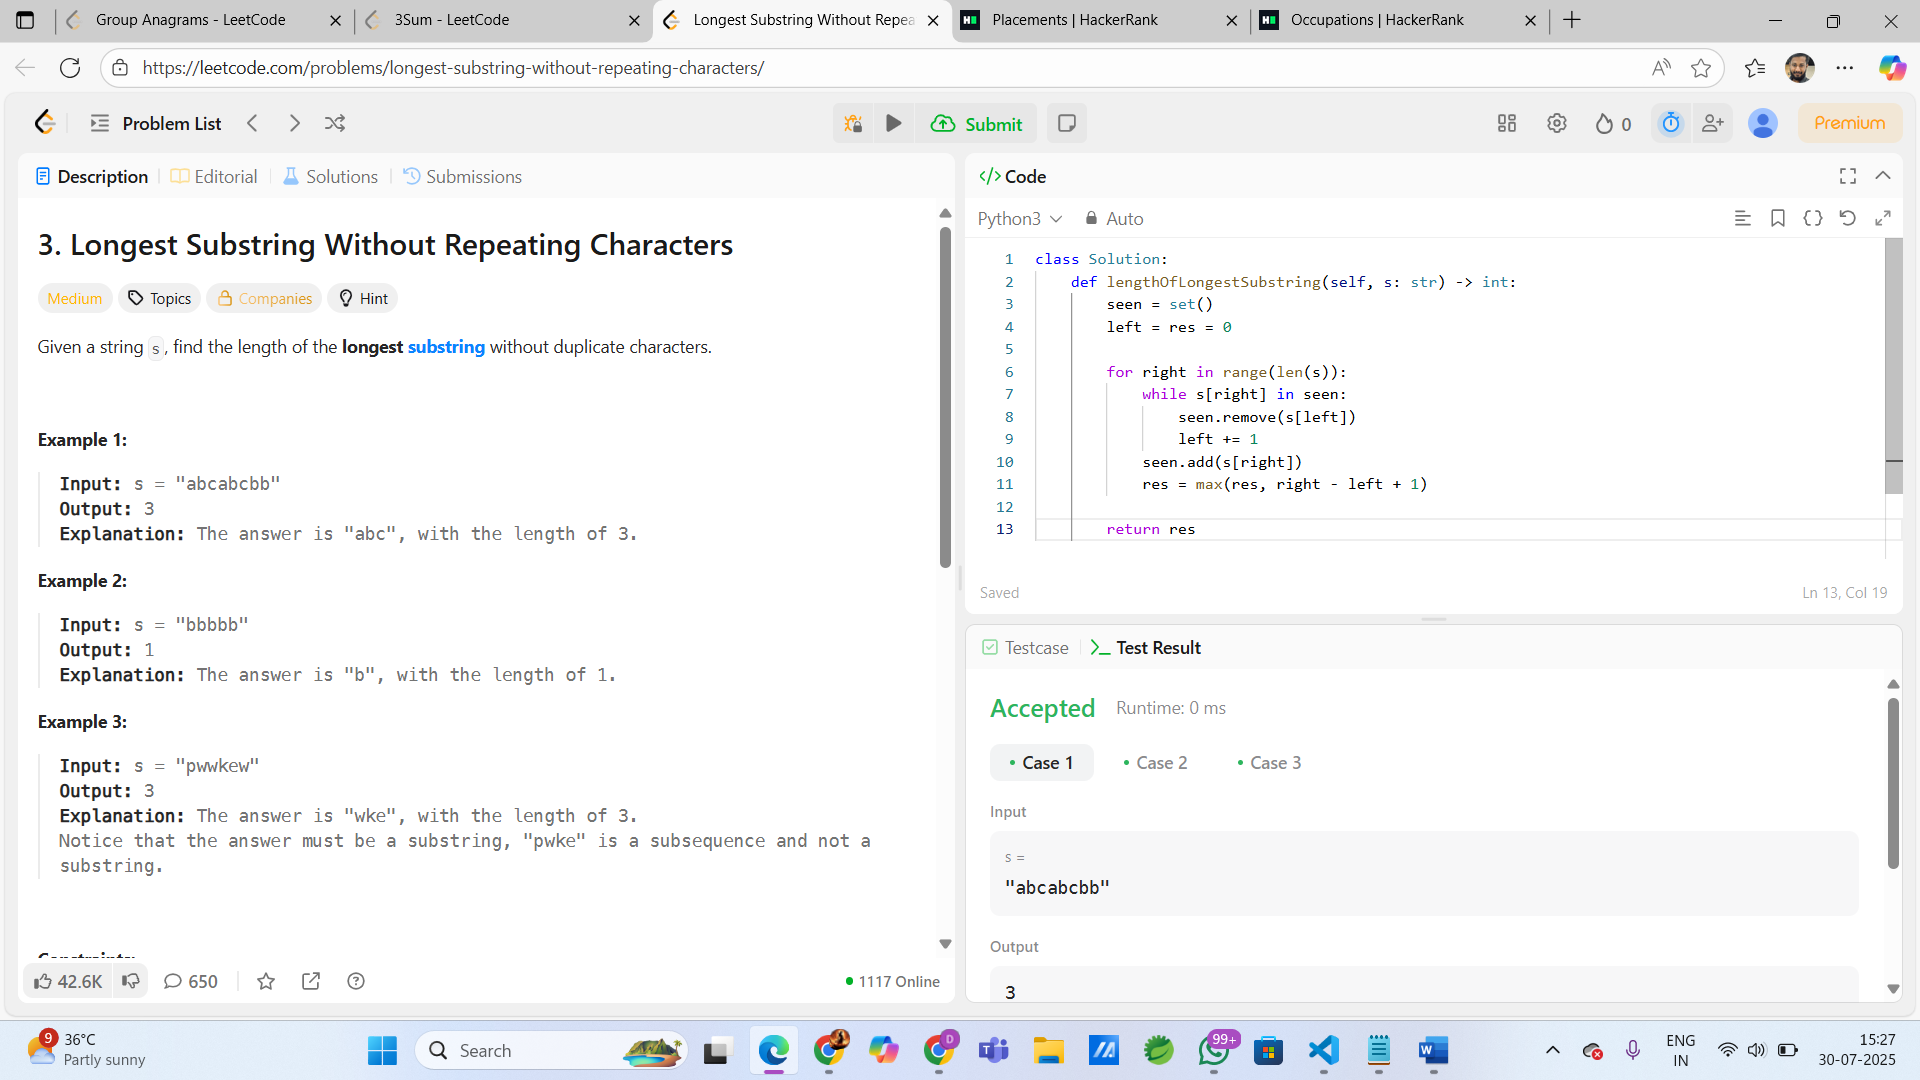 Group Anagrams - LeetCode
3Sum - LeetCode
Longest Substring Without Repea
Placements | HackerRank
Occupations | HackerRank
https://leetcode.com/problems/longest-substring-without-repeating-characters/
Problem List
Submit
0
Premium
Description
Editorial
Solutions
Submissions
3. Longest Substring Without Repeating Characters
Medium
Topics
Companies
Hint
Given a string s, find the length of the longest substring without duplicate characters.
Example 1:
Input: s = "abcabcbb"
Output: 3
Explanation: The answer is "abc", with the length of 3.
Example 2:
Input: s = "bbbbb"
Output: 1
Explanation: The answer is "b", with the length of 1.
Example 3:
Input: s = "pwwkew"
Output: 3
Explanation: The answer is "wke", with the length of 3.
Notice that the answer must be a substring, "pwke" is a subsequence and not a
substring.
Constraints:
42.6K
650
1117 Online
</> Code
Python3
Auto
1 class Solution:
2 def lengthOfLongestSubstring(self, s: str) -> int:
3 seen = set()
4 left = res = 0
5
6 for right in range(len(s)):
7 while s[right] in seen:
8 seen.remove(s[left])
9 left += 1
10 seen.add(s[right])
11 res = max(res, right - left + 1)
12
13 return res
Saved
Ln 13, Col 19
Testcase
Test Result
Accepted
Runtime: 0 ms
Case 1
Case 2
Case 3
Input
s =
"abcabcbb"
Output
3
9
36°C
Partly sunny
Search
D
99+
ENG
IN
15:27
30-07-2025